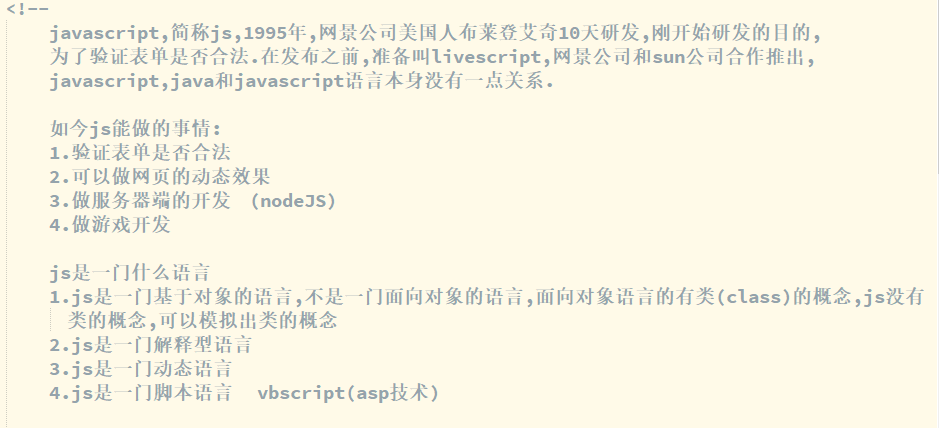 <!--
javascript,简称js,1995年,网景公司美国人布莱登艾奇10天研发,刚开始研发的目的,
为了验证表单是否合法.在发布之前,准备叫livescript,网景公司和sun公司合作推出,
javascript,java和javascript语言本身没有一点关系.
如今js能做的事情:
1.验证表单是否合法
2.可以做网页的动态效果
3.做服务器端的开发 （nodeJS）
4.做游戏开发
js是一门什么语言
1.js是一门基于对象的语言,不是一门面向对象的语言,面向对象语言的有类(class)的概念,js没有
类的概念,可以模拟出类的概念
2.js是一门解释型语言
3.js是一门动态语言
4.js是一门脚本语言  vbscript(asp技术)